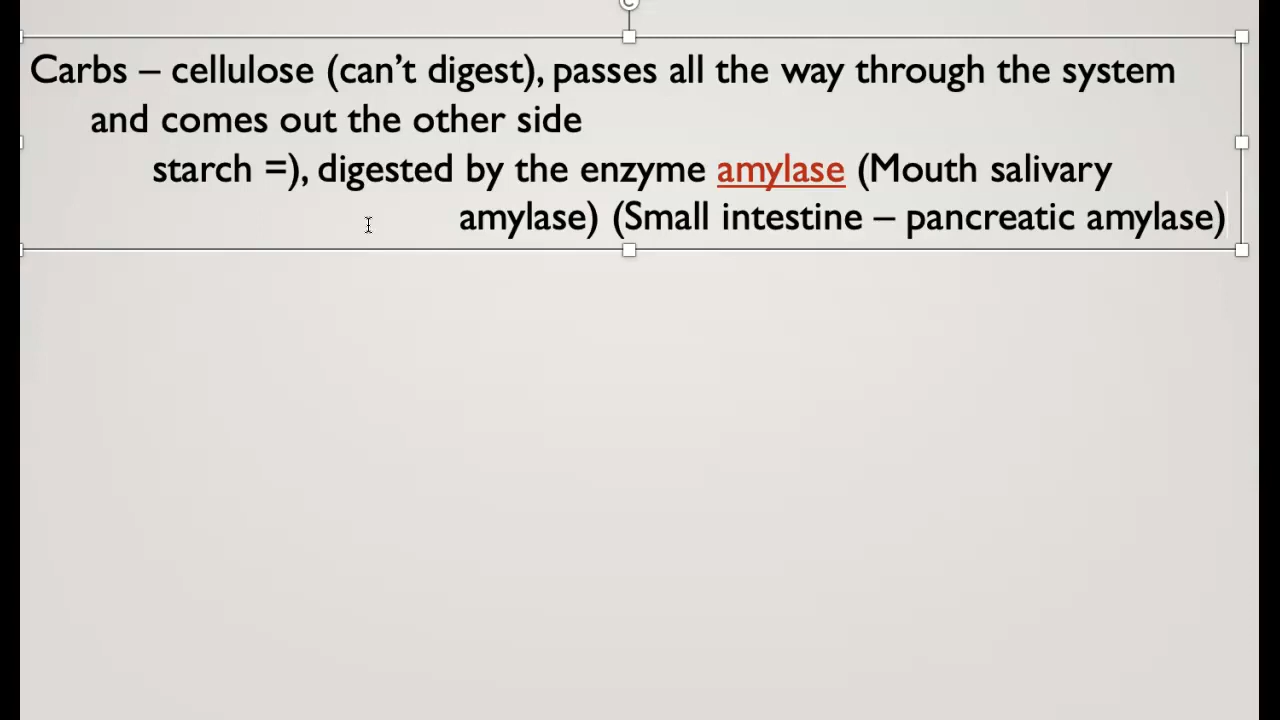 Carbs – cellulose (can’t digest), passes all the way through the system
and comes out the other side
starch =), digested by the enzyme amylase (Mouth salivary
amylase) (Small intestine – pancreatic amylase)